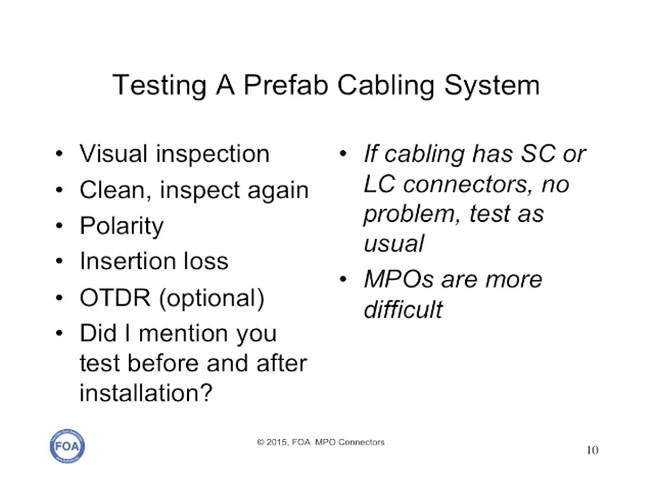 Testing A Prefab Cabling System
• Visual inspection
• Clean, inspect again
• Polarity
• Insertion loss
• OTDR (optional)
• Did I mention you
test before and after
installation?
• If cabling has SC or
LC connectors, no
problem, test as
usual
• MPOs are more
difficult
FOA
© 2015, FOA MPO Connectors
10